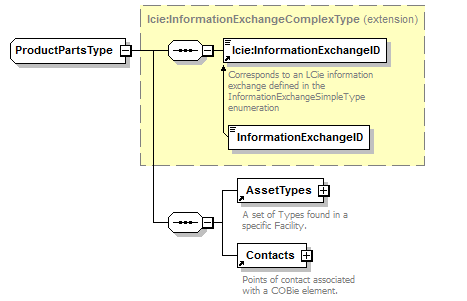 lcie:InformationExchangeComplexType (extension)
ProductPartsType
lcie:InformationExchangeID
Corresponds to an LCie information
exchange defined in the
InformationExchangeSimpleType
enumeration
InformationExchangeID
AssetTypes
A set of Types found in a
specific Facility.
Contacts
Points of contact associated
with a COBie element.